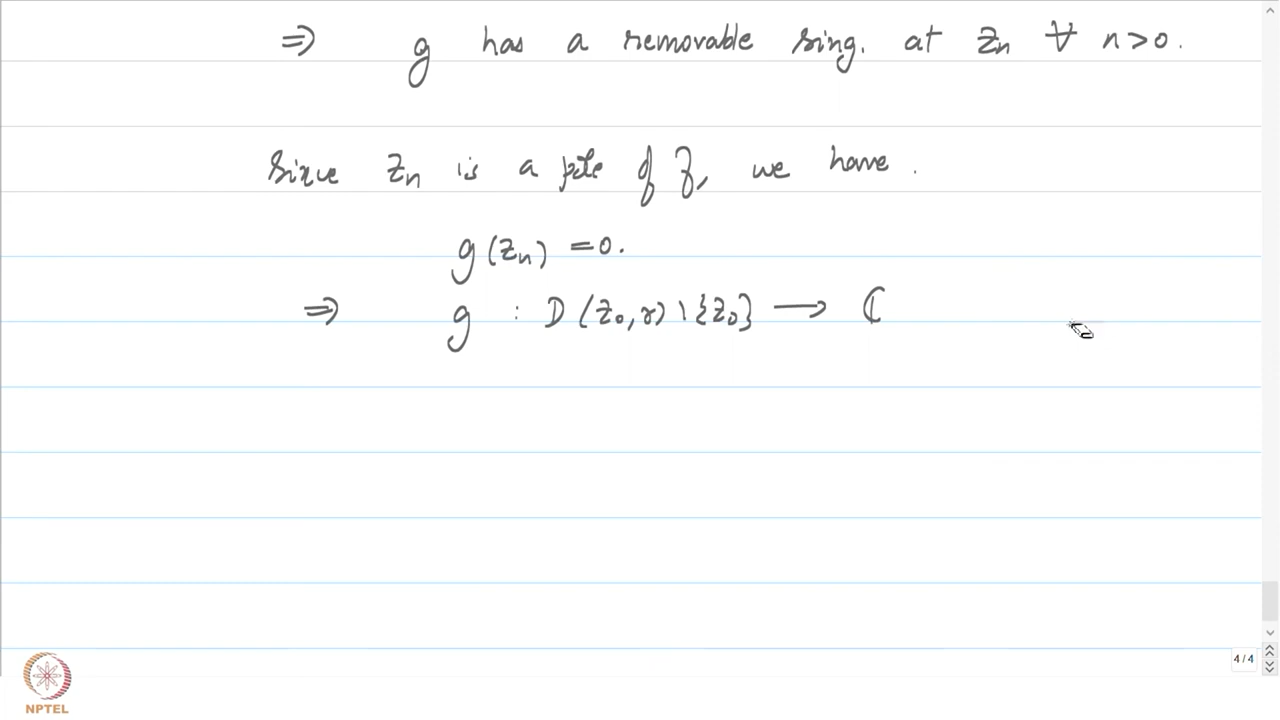 ⇒ g has a removable sing. at zₙ ∀ n>0.
Since zₙ is a pole of f, we have.
g(zₙ) =0.
⇒ g : D(z₀,r)\{z₀} → ℂ
4 / 4
NPTEL